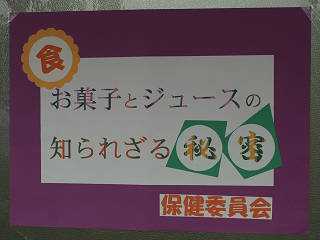 食
お菓子とジュースの
知られざる秘密
保健委員会